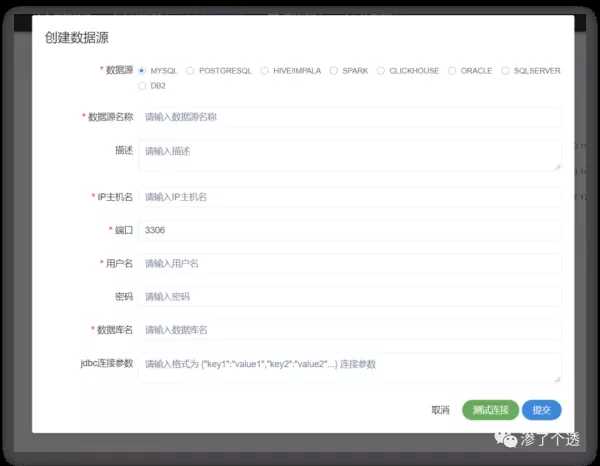 创建数据源
* 数据源 MYSQL POSTGRESQL HIVE/IMPALA SPARK CLICKHOUSE ORACLE SQLSERVER
DB2
* 数据源名称 请输入数据源名称
描述 请输入描述
* IP主机名 请输入IP主机名
* 端口 3306
* 用户名 请输入用户名
密码 请输入密码
* 数据库名 请输入数据库名
jdbc连接参数 请输入格式为 {"key1":"value1","key2":"value2"...} 连接参数
取消 测试连接 提交
渗了个透